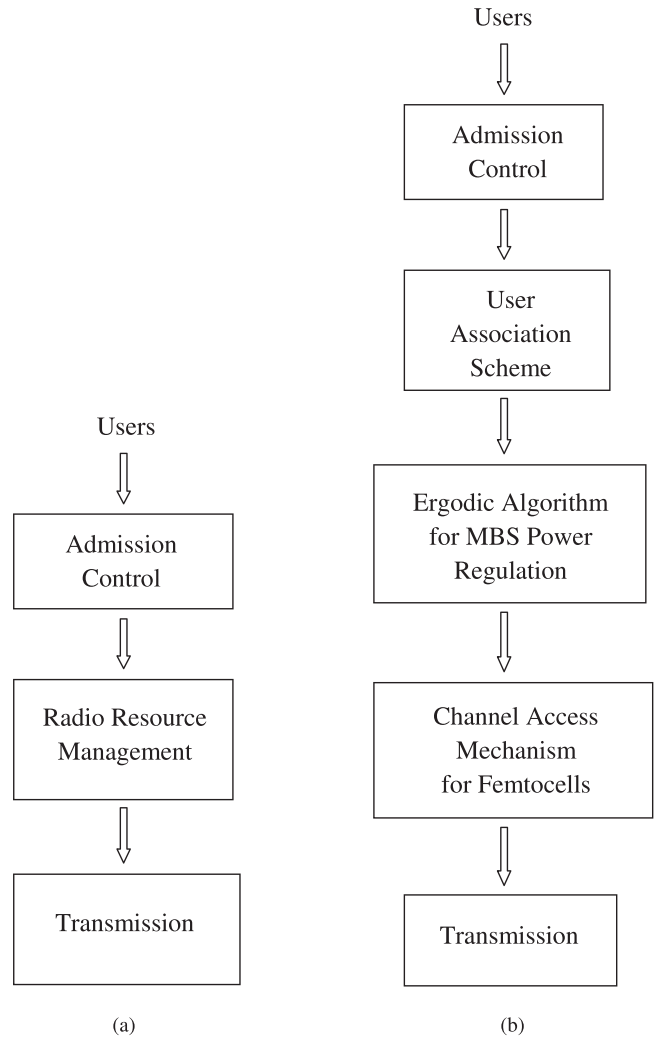 Users
Admission
Control
Radio Resource
Management
Transmission
(a)
Users
Admission
Control
User
Association
Scheme
Ergodic Algorithm
for MBS Power
Regulation
Channel Access
Mechanism
for Femtocells
Transmission
(b)